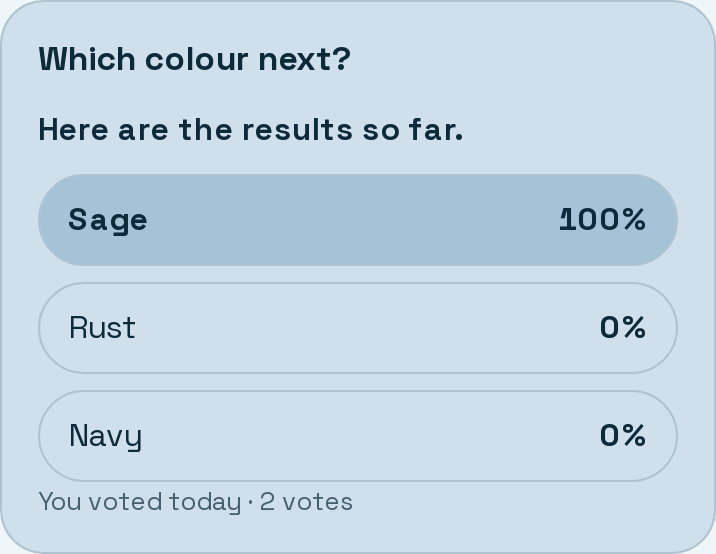 Which colour next?
Here are the results so far.
Sage 100%
Rust 0%
Navy 0%
You voted today · 2 votes